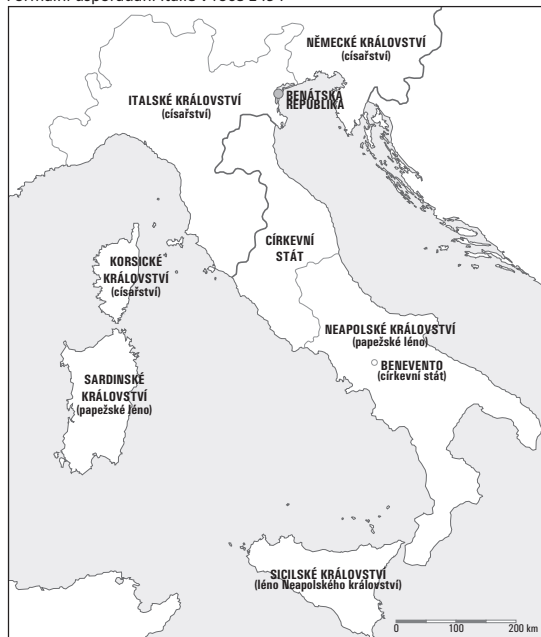 Formální uspořádání Itálie v roce
NĚMECKÉ KRÁLOVSTVÍ
(císařství)
ITALSKÉ KRÁLOVSTVÍ
(císařství)
BENÁTSKÁ
REPUBLIKA
CÍRKEVNÍ
STÁT
KORSICKÉ
KRÁLOVSTVÍ
(císařství)
NEAPOLSKÉ KRÁLOVSTVÍ
(papežské léno)
BENEVENTO
(církevní stát)
SARDINSKÉ
KRÁLOVSTVÍ
(papežské léno)
SICILSKÉ KRÁLOVSTVÍ
(léno Neapolského království)
0 100 200 km